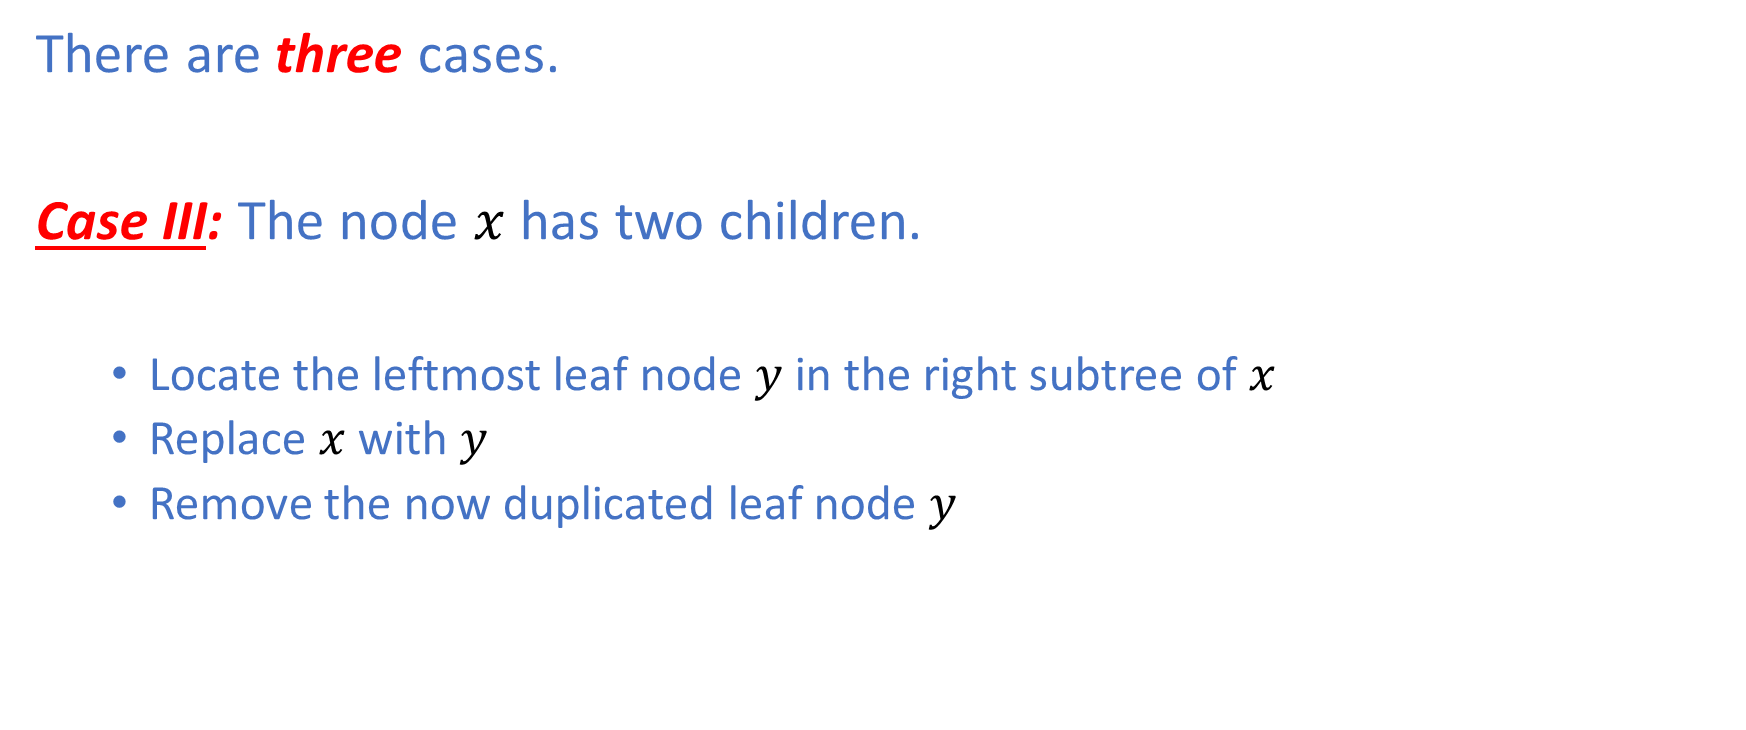 There are three cases.
Case III: The node x has two children.
• Locate the leftmost leaf node y in the right subtree of x
• Replace x with y
• Remove the now duplicated leaf node y